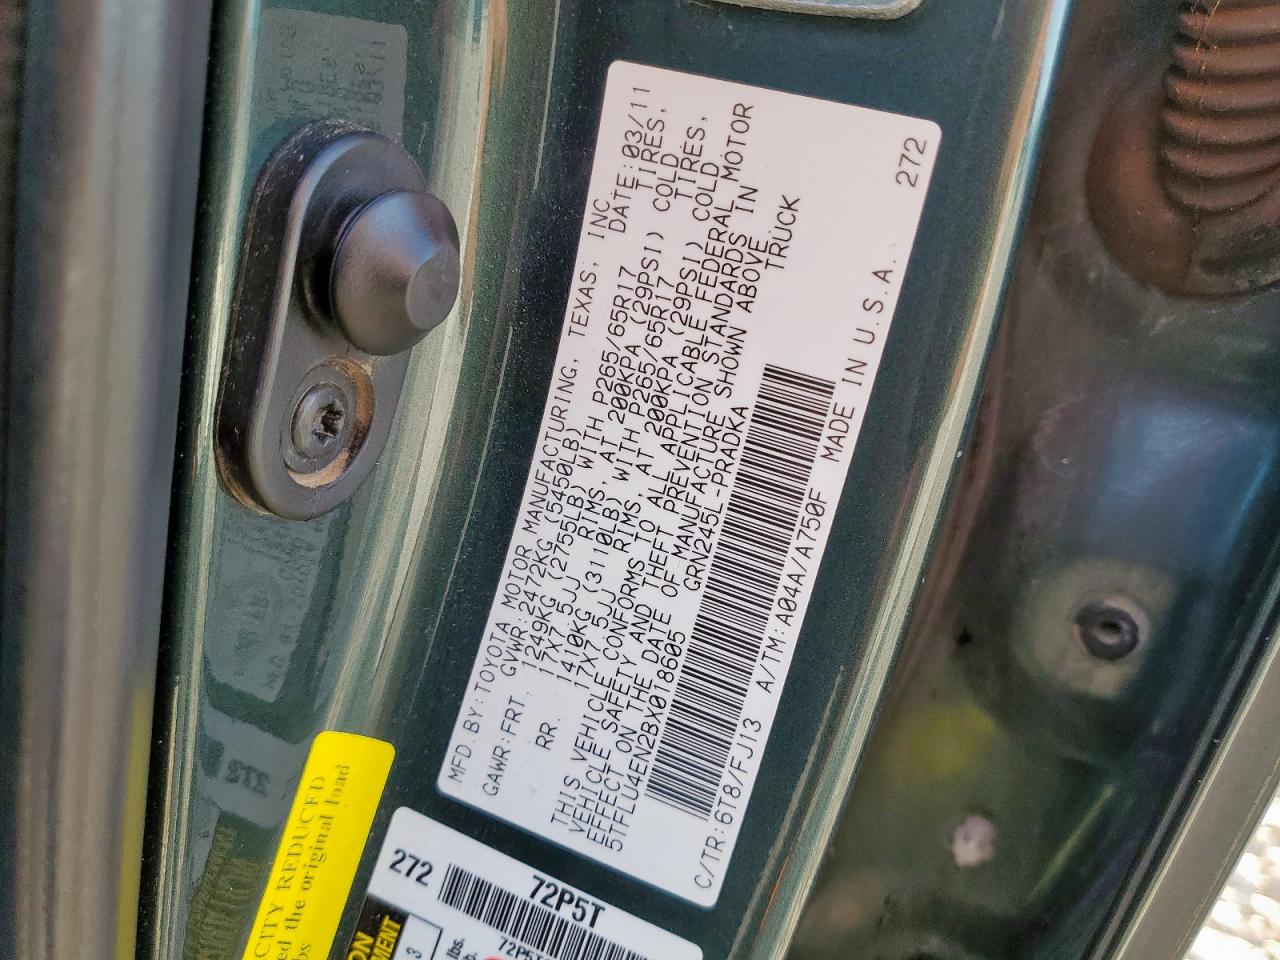 MFD BY:TOYOTA MOTOR MANUFACTURING, TEXAS, INC
GVWR:2472KG (5450LB) DATE:03/11
GAWR:FRT 1249KG (2755LB) WITH P265/65R17 TIRES,
17X7.5JJ RIMS, AT 200KPA (29PSI) COLD
RR 1410KG (3110LB) WITH P265/65R17 TIRES,
17X7.5JJ RIMS, AT 200KPA (29PSI) COLD
THIS VEHICLE CONFORMS TO ALL APPLICABLE FEDERAL MOTOR
VEHICLE SAFETY AND THEFT PREVENTION STANDARDS IN
EFFECT ON THE DATE OF MANUFACTURE SHOWN ABOVE.
5TFLU4EN2BX018605 GRN245L-PRADKA TRUCK
C/TR:6T8/FJ13 A/TM:A04A/A750F MADE IN U.S.A. 272
CITY REDUCED
the original load
272 72P5T
3
lbs.